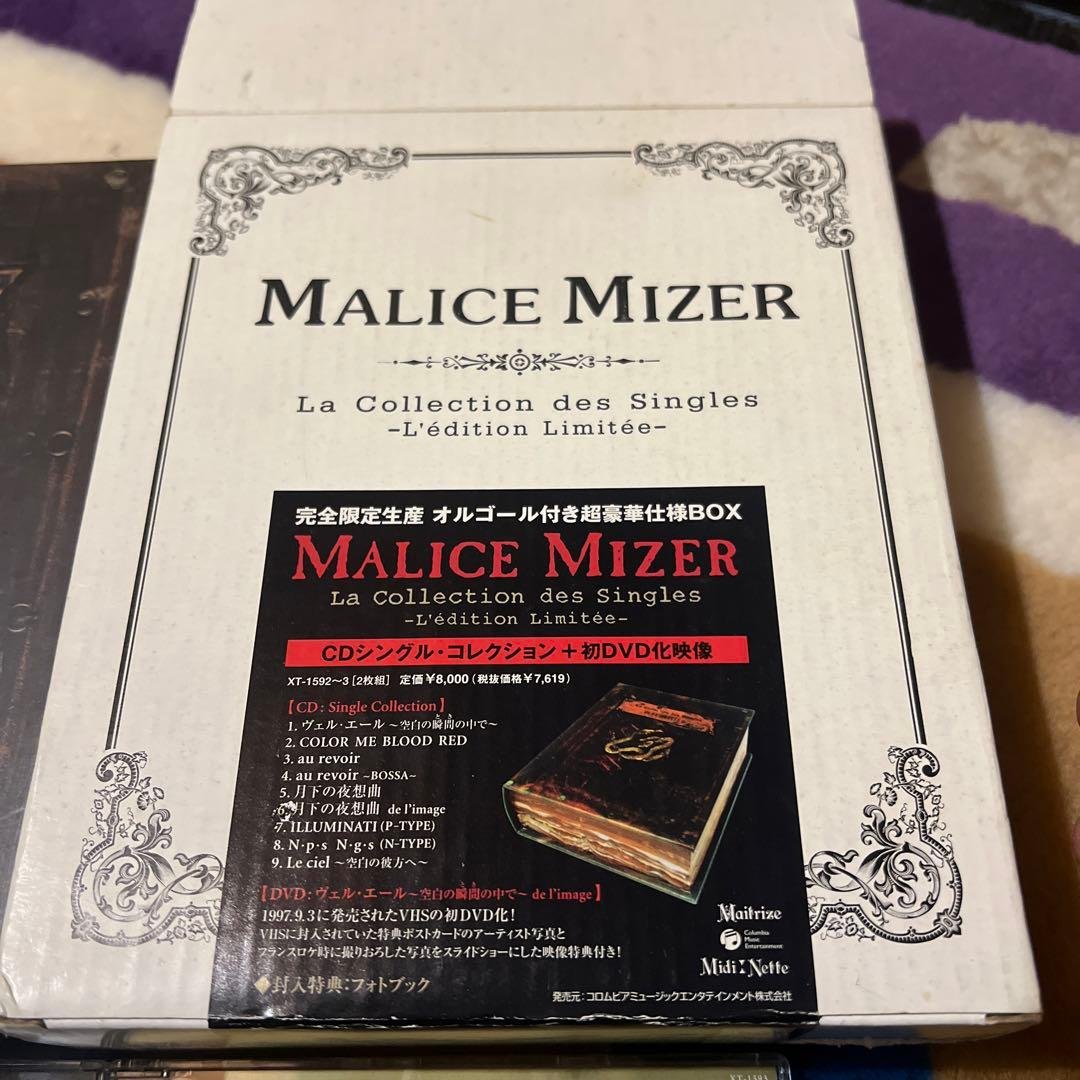 MALICE MIZER
La Collection des Singles
-L'édition Limitée-
完全限定生産 オルゴール付き超豪華仕様BOX
MALICE MIZER
La Collection des Singles
-L'édition Limitée-
CDシングル・コレクション＋初DVD化映像
XT-1592〜3 [2枚組] 定価￥8,000 (税抜価格￥7,619)
【CD : Single Collection】
1. ヴェル・エール 〜空白の瞬間の中で〜
2. COLOR ME BLOOD RED
3. au revoir
4. au revoir 〜BOSSA〜
5. 月下の夜想曲
6. 月下の夜想曲 de l'image
7. ILLUMINATI (P-TYPE)
8. N・p・s N・g・s (N-TYPE)
9. Le ciel 〜空白の彼方へ〜
【DVD : ヴェル・エール〜空白の瞬間の中で〜 de l'image】
1997.9.3に発売されたVHSの初DVD化!
VHSに封入されていた特典ポストカードのアーティスト写真と
フランスロケ時に撮りおろした写真をスライドショーにした映像特典付き!
◆封入特典：フォトブック
Maitrize
Columbia
Music
Entertainment
Midi:Nette
発売元：コロムビアミュージックエンタテインメント株式会社
XT-1593